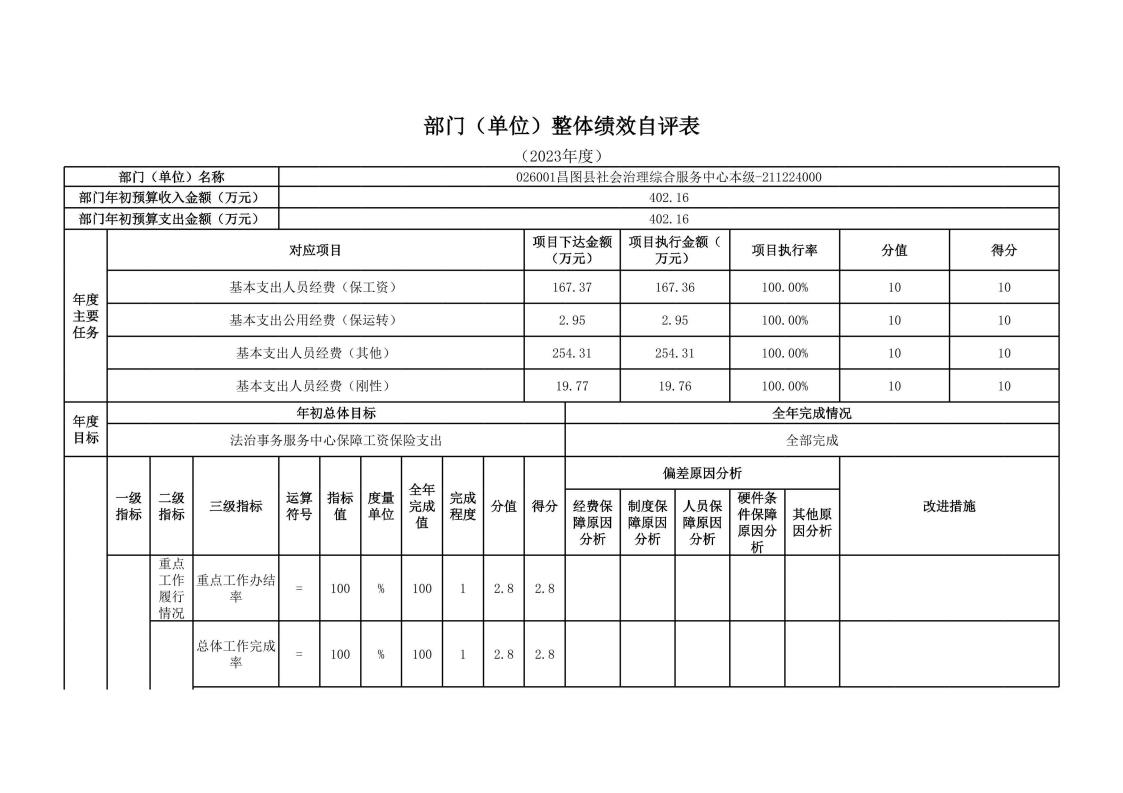 部门（单位）整体绩效自评表
（2023年度）
部门（单位）名称 026001昌图县社会治理综合服务中心本级-211224000
部门年初预算收入金额（万元） 402.16
部门年初预算支出金额（万元） 402.16
年度
主要
任务
对应项目
项目下达金额
（万元）
项目执行金额（
万元）
项目执行率
分值
得分
基本支出人员经费（保工资） 167.37 167.36 100.00% 10 10
基本支出公用经费（保运转） 2.95 2.95 100.00% 10 10
基本支出人员经费（其他） 254.31 254.31 100.00% 10 10
基本支出人员经费（刚性） 19.77 19.76 100.00% 10 10
年度
目标
年初总体目标 全年完成情况
法治事务服务中心保障工资保险支出 全部完成
一级
指标
二级
指标
三级指标
运算
符号
指标
值
度量
单位
全年
完成
值
完成
程度
分值
得分
偏差原因分析
经费保
障原因
分析
制度保
障原因
分析
人员保
障原因
分析
硬件条
件保障
原因分
析
其他原
因分析
改进措施
重点
工作
履行
情况
重点工作办结
率
= 100 % 100 1 2.8 2.8
总体工作完成
率
= 100 % 100 1 2.8 2.8